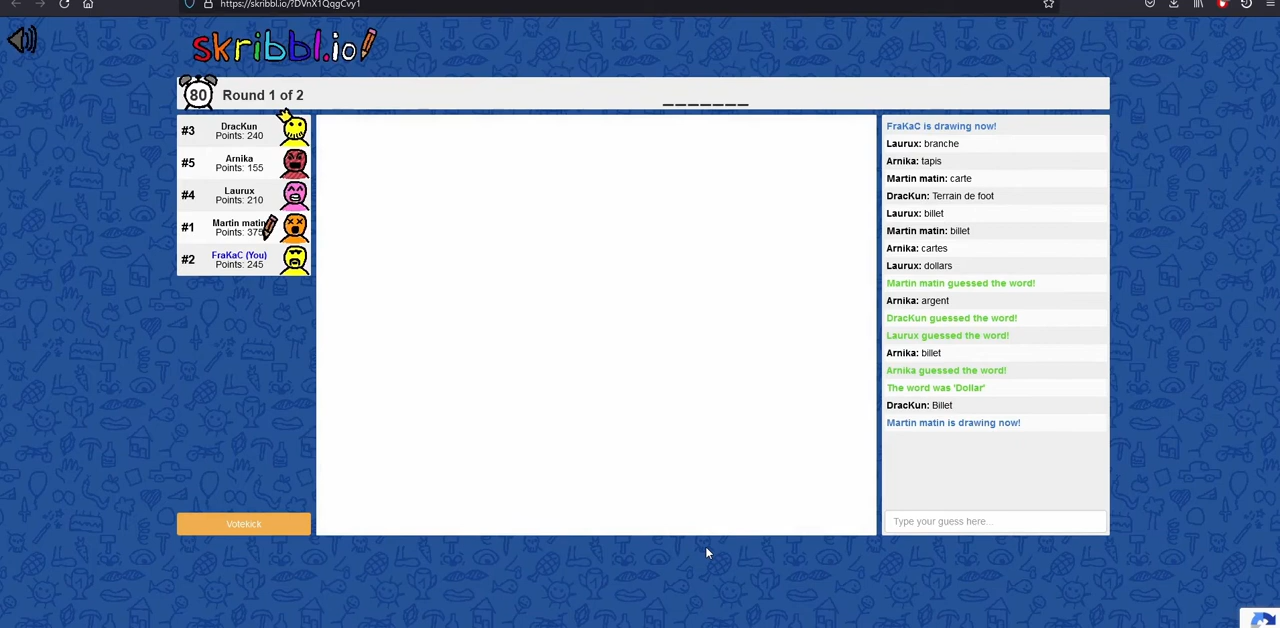 https://skribbl.io/?DVnX1QqgCvy1
skribbl.io
80
Round 1 of 2
_______
#3 DracKun
Points: 240
#5 Arnika
Points: 155
#4 Laurux
Points: 210
#1 Martin matin
Points: 375
#2 FraKaC (You)
Points: 245
Votekick
FraKaC is drawing now!
Laurux: branche
Arnika: tapis
Martin matin: carte
DracKun: Terrain de foot
Laurux: billet
Martin matin: billet
Arnika: cartes
Laurux: dollars
Martin matin guessed the word!
Arnika: argent
DracKun guessed the word!
Laurux guessed the word!
Arnika: billet
Arnika guessed the word!
The word was 'Dollar'
DracKun: Billet
Martin matin is drawing now!
Type your guess here...